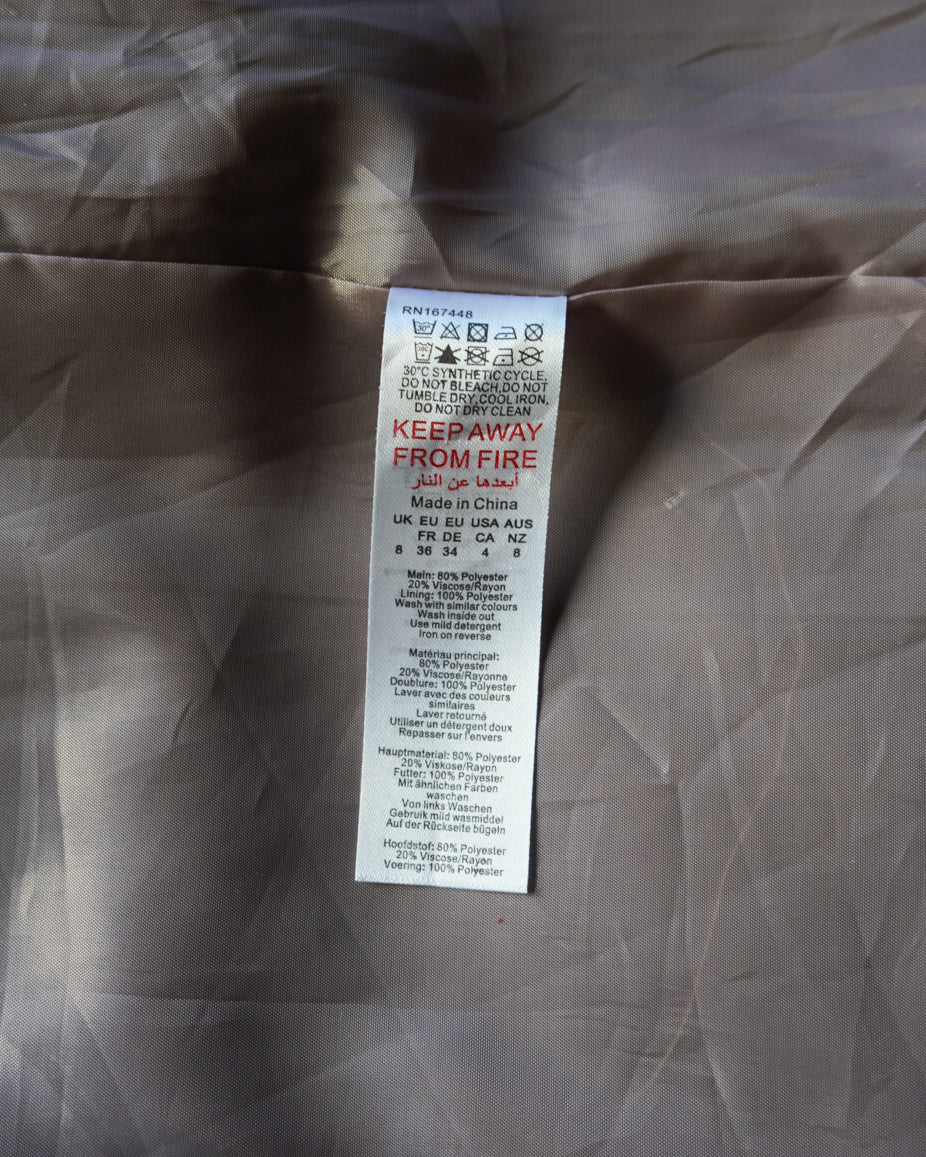 RN167448
30°C SYNTHETIC CYCLE,
DO NOT BLEACH,DO NOT
TUMBLE DRY,COOL IRON,
DO NOT DRY CLEAN
KEEP AWAY
FROM FIRE
أبعدها عن النار
Made in China
UK EU EU USA AUS
FR DE CA NZ
8 36 34 4 8
Main: 80% Polyester
20% Viscose/Rayon
Lining: 100% Polyester
Wash with similar colours
Wash inside out
Use mild detergent
Iron on reverse
Matériau principal:
80% Polyester
20% Viscose/Rayonne
Doublure: 100% Polyester
Laver avec des couleurs
similaires
Laver retourné
Utiliser un détergent doux
Repasser sur l'envers
Hauptmaterial: 80% Polyester
20% Viskose/Rayon
Futter: 100% Polyester
Mit ähnlichen Farben
waschen
Von links Waschen
Gebruik mild wasmiddel
Auf der Rückseite bügeln
Hoofdstof: 80% Polyester
20% Viscose/Rayon
Voering: 100% Polyester